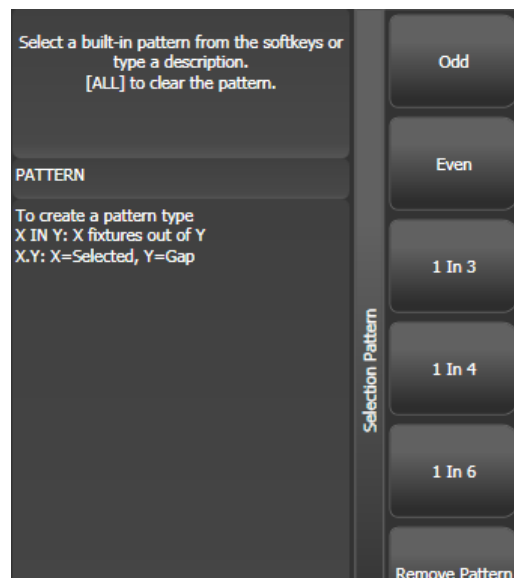 Select a built-in pattern from the softkeys or
type a description.
[ALL] to clear the pattern.
PATTERN
To create a pattern type
X IN Y: X fixtures out of Y
X.Y: X=Selected, Y=Gap
Selection Pattern
Odd
Even
1 In 3
1 In 4
1 In 6
Remove Pattern